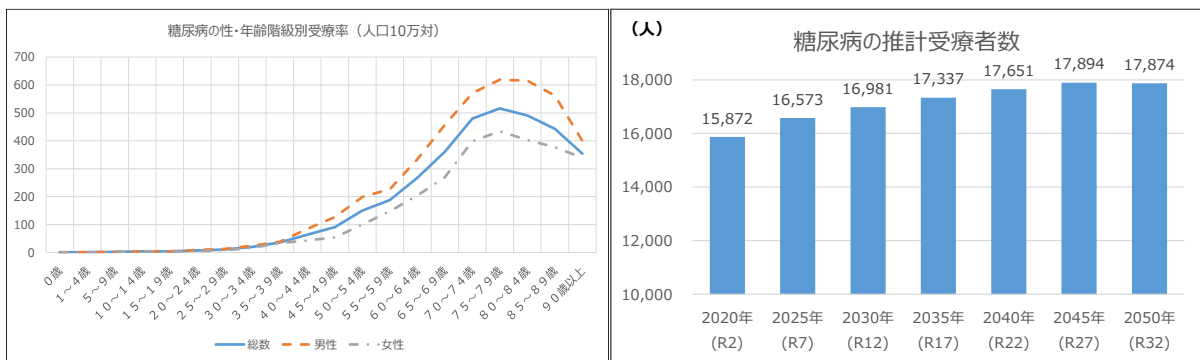 糖尿病の性・年齢階級別受療率（人口10万対）
700
600
500
400
300
200
100
0
0歳
1～4歳
5～9歳
10～14歳
15～19歳
20～24歳
25～29歳
30～34歳
35～39歳
40～44歳
45～49歳
50～54歳
55～59歳
60～64歳
65～69歳
70～74歳
75～79歳
80～84歳
85～89歳
90歳以上
総数 男性 女性
（人）
糖尿病の推計受療者数
18,000
16,000
14,000
12,000
10,000
15,872
16,573
16,981
17,337
17,651
17,894
17,874
2020年 2025年 2030年 2035年 2040年 2045年 2050年
(R2) (R7) (R12) (R17) (R22) (R27) (R32)